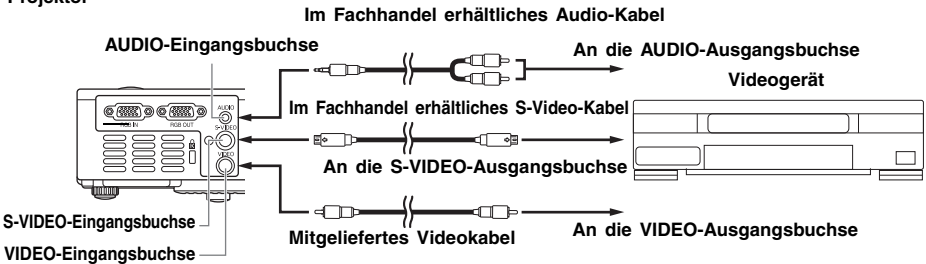 Projektor
Im Fachhandel erhältliches Audio-Kabel
AUDIO-Eingangsbuchse
An die AUDIO-Ausgangsbuchse
Videogerät
AUDIO
RGB IN
RGB OUT
S-VIDEO
VIDEO
Im Fachhandel erhältliches S-Video-Kabel
An die S-VIDEO-Ausgangsbuchse
S-VIDEO-Eingangsbuchse
Mitgeliefertes Videokabel
An die VIDEO-Ausgangsbuchse
VIDEO-Eingangsbuchse